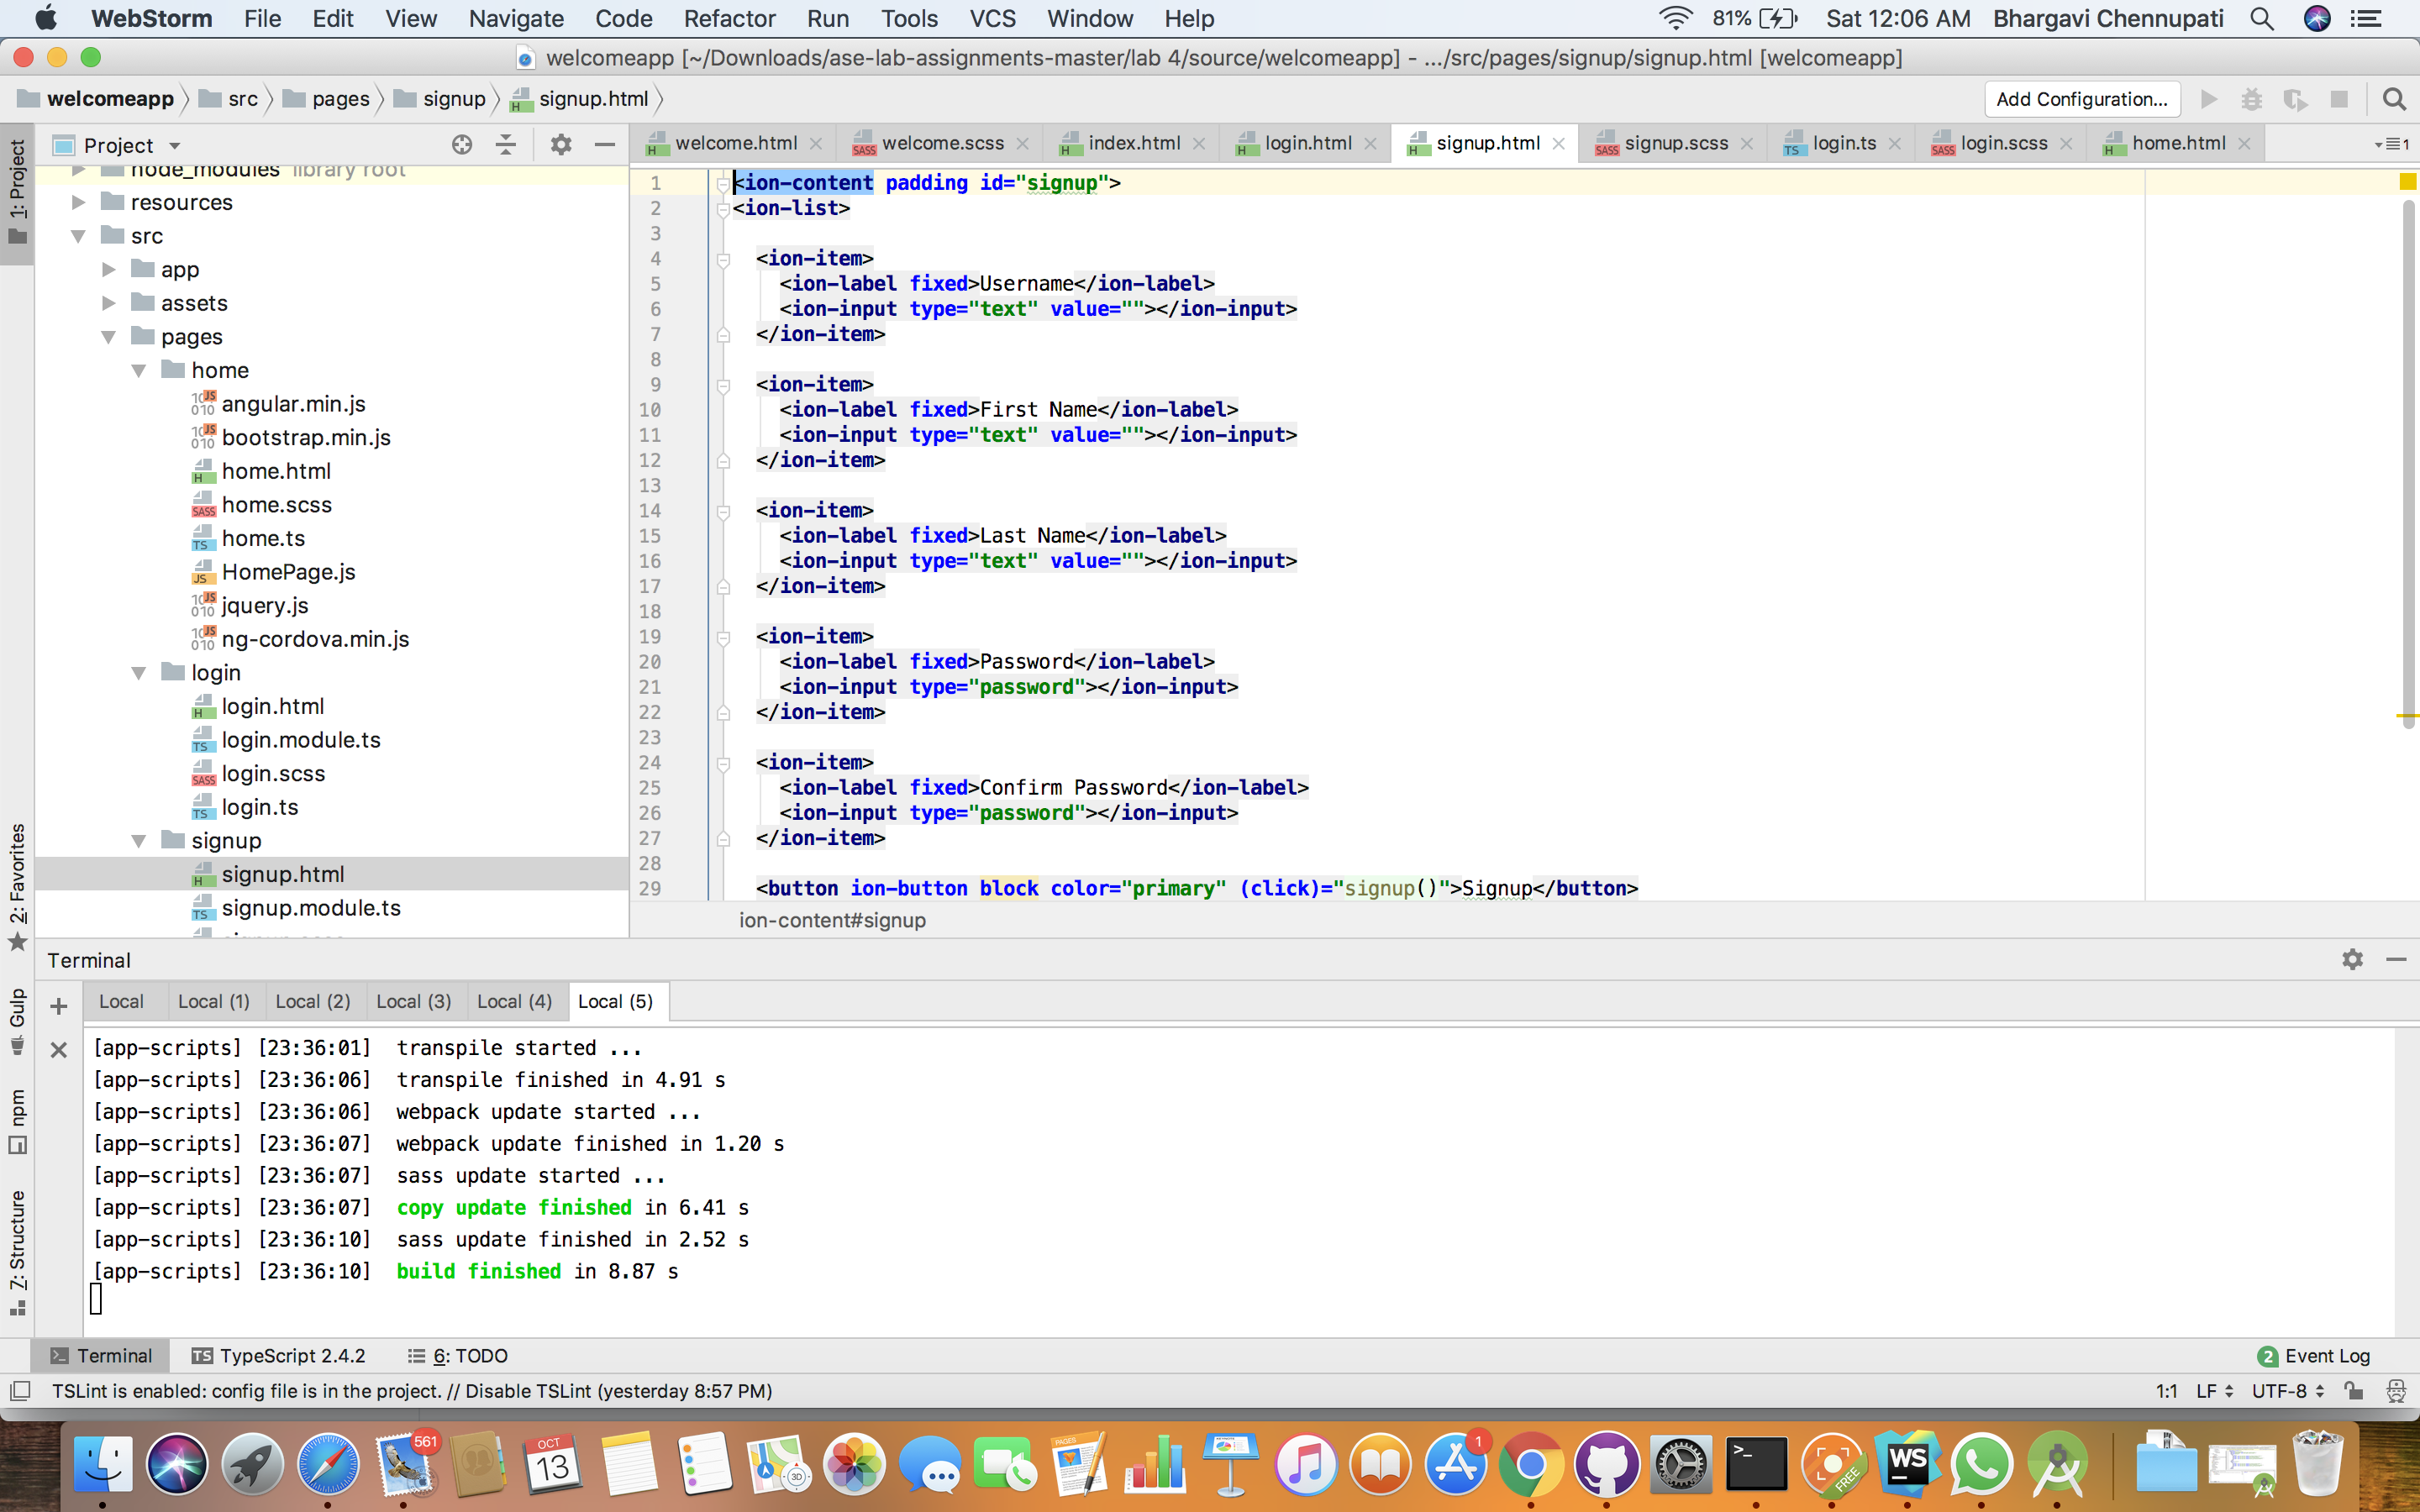 WebStorm File Edit View Navigate Code Refactor Run Tools VCS Window Help 81% Sat 12:06 AM Bhargavi Chennupati
welcomeapp [~/Downloads/ase-lab-assignments-master/lab 4/source/welcomeapp] - .../src/pages/signup/signup.html [welcomeapp]
welcomeapp src pages signup signup.html Add Configuration...
Project welcome.html welcome.scss index.html login.html signup.html signup.scss login.ts login.scss home.html 1
1: Project
2: Favorites
Gulp
npm
7: Structure
node_modules library root
resources
src
app
assets
pages
home
angular.min.js
bootstrap.min.js
home.html
home.scss
home.ts
HomePage.js
jquery.js
ng-cordova.min.js
login
login.html
login.module.ts
login.scss
login.ts
signup
signup.html
signup.module.ts
1 <ion-content padding id="signup">
2 <ion-list>
3
4 <ion-item>
5 <ion-label fixed>Username</ion-label>
6 <ion-input type="text" value=""></ion-input>
7 </ion-item>
8
9 <ion-item>
10 <ion-label fixed>First Name</ion-label>
11 <ion-input type="text" value=""></ion-input>
12 </ion-item>
13
14 <ion-item>
15 <ion-label fixed>Last Name</ion-label>
16 <ion-input type="text" value=""></ion-input>
17 </ion-item>
18
19 <ion-item>
20 <ion-label fixed>Password</ion-label>
21 <ion-input type="password"></ion-input>
22 </ion-item>
23
24 <ion-item>
25 <ion-label fixed>Confirm Password</ion-label>
26 <ion-input type="password"></ion-input>
27 </ion-item>
28
29 <button ion-button block color="primary" (click)="signup()">Signup</button>
ion-content#signup
Terminal
Local Local (1) Local (2) Local (3) Local (4) Local (5)
[app-scripts] [23:36:01] transpile started ...
[app-scripts] [23:36:06] transpile finished in 4.91 s
[app-scripts] [23:36:06] webpack update started ...
[app-scripts] [23:36:07] webpack update finished in 1.20 s
[app-scripts] [23:36:07] sass update started ...
[app-scripts] [23:36:07] copy update finished in 6.41 s
[app-scripts] [23:36:10] sass update finished in 2.52 s
[app-scripts] [23:36:10] build finished in 8.87 s
Terminal TypeScript 2.4.2 6: TODO 2 Event Log
TSLint is enabled: config file is in the project. // Disable TSLint (yesterday 8:57 PM) 1:1 LF UTF-8
561 OCT 13 3D PAGES 1 >_ FREE WS